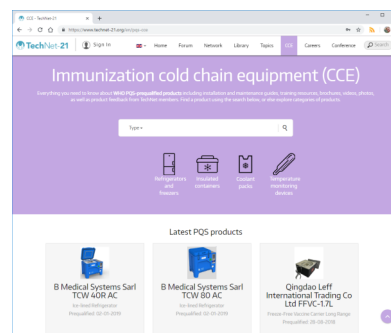 CCE - TechNet-21
https://www.technet-21.org/en/pqs-cce
TechNet-21
Sign in
Home Forum Network Library Topics CCE Careers Conference Search
Immunization cold chain equipment (CCE)
Everything you need to know about WHO PQS-prequalified products including installation and maintenance guides, training resources, brochures, videos, photos,
as well as product feedback from TechNet members. Find a product using the search below, or else explore categories of products.
Type
Refrigerators and freezers
Insulated containers
Coolant packs
Temperature monitoring devices
Latest PQS products
B Medical Systems Sarl
TCW 40R AC
Ice-lined Refrigerator
Prequalified: 02-01-2019
B Medical Systems Sarl
TCW 80 AC
Ice-lined Refrigerator
Prequalified: 02-01-2019
Qingdao Leff
International Trading Co
Ltd FFVC-1.7L
Freeze-Free Vaccine Carrier Long Range
Prequalified: 28-08-2018